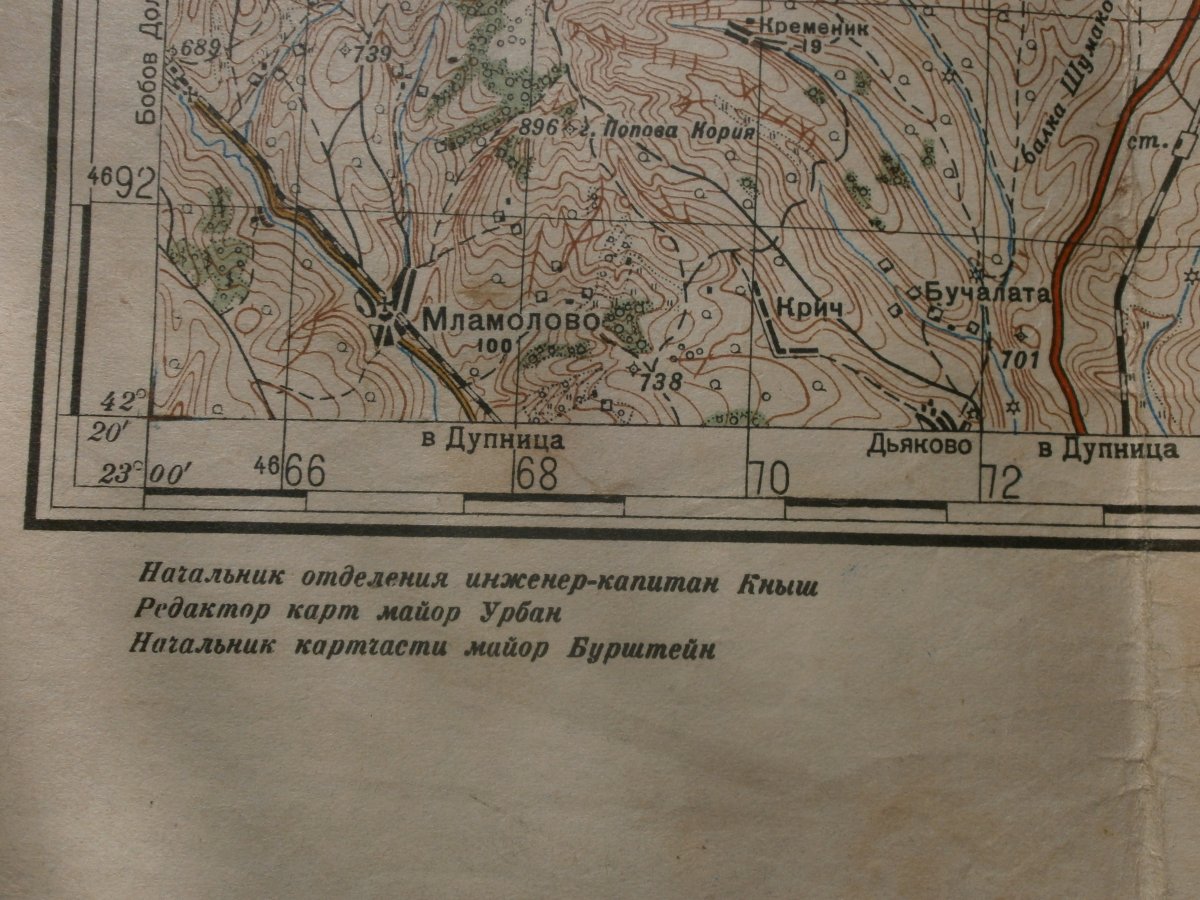 Кременик
19
689
739
Бобов Дол
балка Шумако
896 г. Попова Кория
ст.
4692
Бучалата
Крич
Мламолово
100
701
738
42°
20'
в Дупница
Дьяково
в Дупница
23°00'
4666
68
70
72
Начальник отделения инженер-капитан Кныш
Редактор карт майор Урбан
Начальник картчасти майор Бурштейн